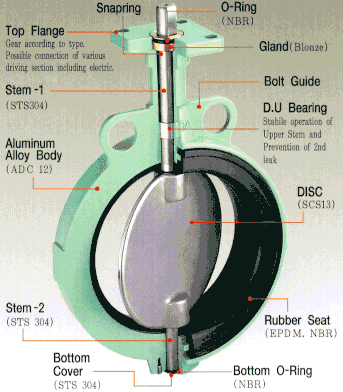 Snapring
O-Ring
(NBR)
Top Flange
Gear according to type.
Possible connection of various
driving section including electric.
Gland(Blonze)
Stem-1
(STS304)
Bolt Guide
D.U Bearing
Stabile operation of
Upper Stem and
Prevention of 2nd
leak
Aluminum
Alloy Body
(ADC 12)
DISC
(SCS13)
Stem-2
(STS 304)
Rubber Seat
(EPDM, NBR)
Bottom
Cover
(STS 304)
Bottom O-Ring
(NBR)